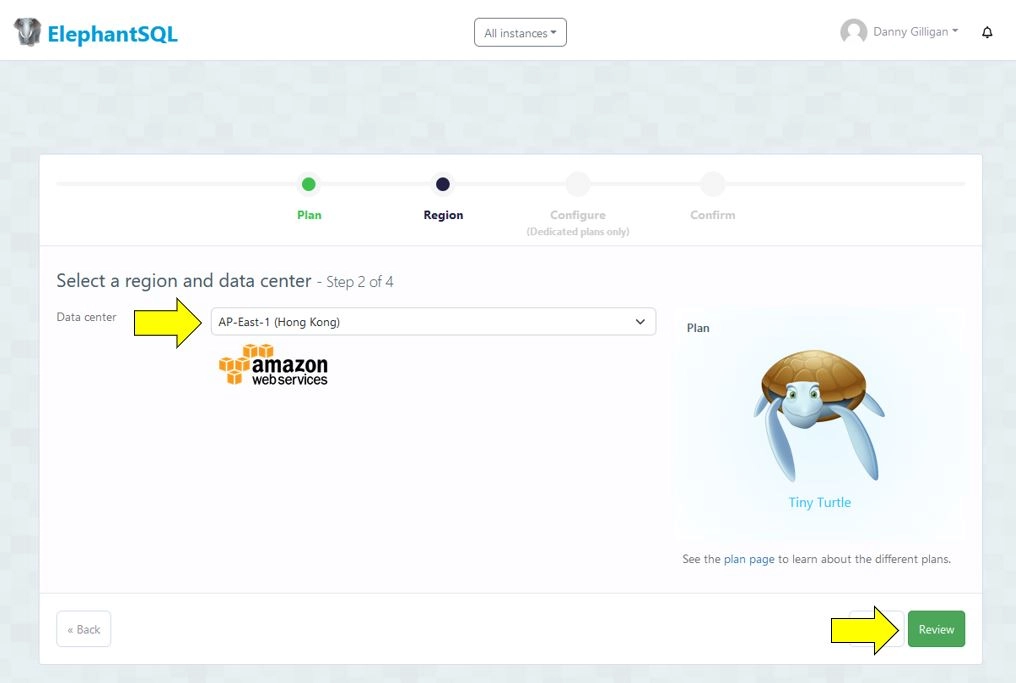 ElephantSQL
All instances
Danny Gilligan
Plan
Region
Configure
(Dedicated plans only)
Confirm
Select a region and data center - Step 2 of 4
Data center
AP-East-1 (Hong Kong)
amazon
web services
Plan
Tiny Turtle
See the plan page to learn about the different plans.
« Back
Review